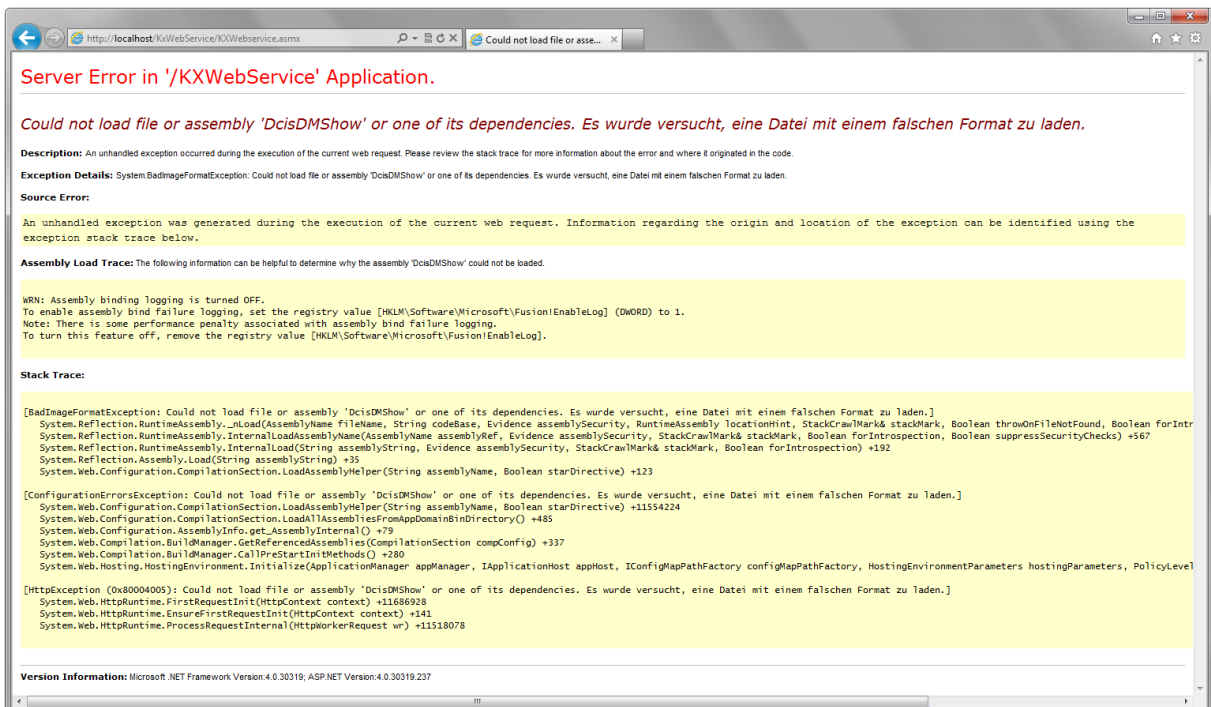 http://localhost/KxWebService/KXWebservice.asmx
Could not load file or asse...
Server Error in '/KXWebService' Application.
Could not load file or assembly 'DcisDMShow' or one of its dependencies. Es wurde versucht, eine Datei mit einem falschen Format zu laden.
Description: An unhandled exception occurred during the execution of the current web request. Please review the stack trace for more information about the error and where it originated in the code.
Exception Details: System.BadImageFormatException: Could not load file or assembly 'DcisDMShow' or one of its dependencies. Es wurde versucht, eine Datei mit einem falschen Format zu laden.
Source Error:
An unhandled exception was generated during the execution of the current web request. Information regarding the origin and location of the exception can be identified using the
exception stack trace below.
Assembly Load Trace: The following information can be helpful to determine why the assembly 'DcisDMShow' could not be loaded.
WRN: Assembly binding logging is turned OFF.
To enable assembly bind failure logging, set the registry value [HKLM\Software\Microsoft\Fusion!EnableLog] (DWORD) to 1.
Note: There is some performance penalty associated with assembly bind failure logging.
To turn this feature off, remove the registry value [HKLM\Software\Microsoft\Fusion!EnableLog].
Stack Trace:
[BadImageFormatException: Could not load file or assembly 'DcisDMShow' or one of its dependencies. Es wurde versucht, eine Datei mit einem falschen Format zu laden.]
System.Reflection.RuntimeAssembly._nLoad(AssemblyName fileName, String codeBase, Evidence assemblySecurity, RuntimeAssembly locationHint, StackCrawlMark& stackMark, Boolean throwOnFileNotFound, Boolean forIntr
System.Reflection.RuntimeAssembly.InternalLoadAssemblyName(AssemblyName assemblyRef, Evidence assemblySecurity, StackCrawlMark& stackMark, Boolean forIntrospection, Boolean suppressSecurityChecks) +567
System.Reflection.RuntimeAssembly.InternalLoad(String assemblyString, Evidence assemblySecurity, StackCrawlMark& stackMark, Boolean forIntrospection) +192
System.Reflection.Assembly.Load(String assemblyString) +35
System.Web.Configuration.CompilationSection.LoadAssemblyHelper(String assemblyName, Boolean starDirective) +123
[ConfigurationErrorsException: Could not load file or assembly 'DcisDMShow' or one of its dependencies. Es wurde versucht, eine Datei mit einem falschen Format zu laden.]
System.Web.Configuration.CompilationSection.LoadAssemblyHelper(String assemblyName, Boolean starDirective) +11554224
System.Web.Configuration.CompilationSection.LoadAllAssembliesFromAppDomainBinDirectory() +485
System.Web.Configuration.AssemblyInfo.get_AssemblyInternal() +79
System.Web.Compilation.BuildManager.GetReferencedAssemblies(CompilationSection compConfig) +337
System.Web.Compilation.BuildManager.CallPreStartInitMethods() +280
System.Web.Hosting.HostingEnvironment.Initialize(ApplicationManager appManager, IApplicationHost appHost, IConfigMapPathFactory configMapPathFactory, HostingEnvironmentParameters hostingParameters, PolicyLevel
[HttpException (0x80004005): Could not load file or assembly 'DcisDMShow' or one of its dependencies. Es wurde versucht, eine Datei mit einem falschen Format zu laden.]
System.Web.HttpRuntime.FirstRequestInit(HttpContext context) +11686928
System.Web.HttpRuntime.EnsureFirstRequestInit(HttpContext context) +141
System.Web.HttpRuntime.ProcessRequestInternal(HttpWorkerRequest wr) +11518078
Version Information: Microsoft .NET Framework Version:4.0.30319; ASP.NET Version:4.0.30319.237